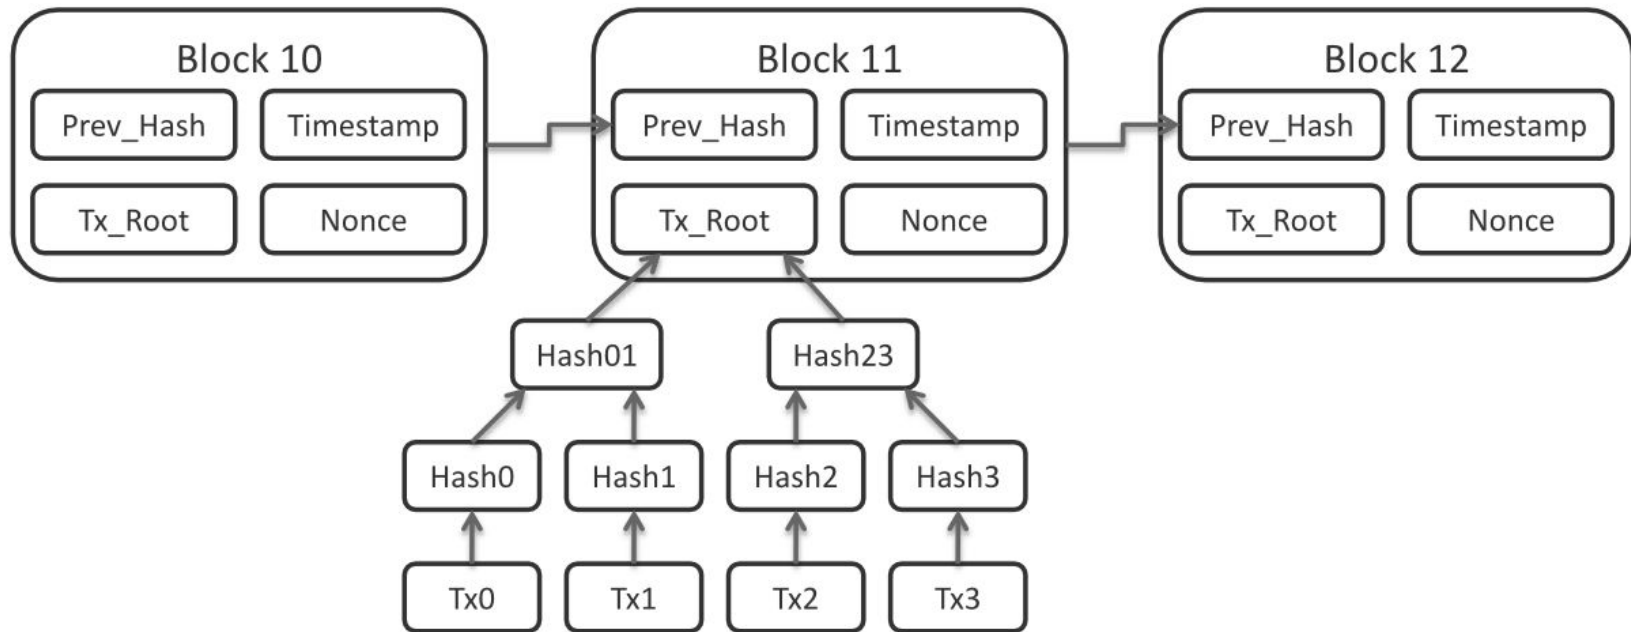 Block 10
Block 11
Block 12
Prev_Hash
Timestamp
Prev_Hash
Timestamp
Prev_Hash
Timestamp
Tx_Root
Nonce
Tx_Root
Nonce
Tx_Root
Nonce
Hash01
Hash23
Hash0
Hash1
Hash2
Hash3
Tx0
Tx1
Tx2
Tx3